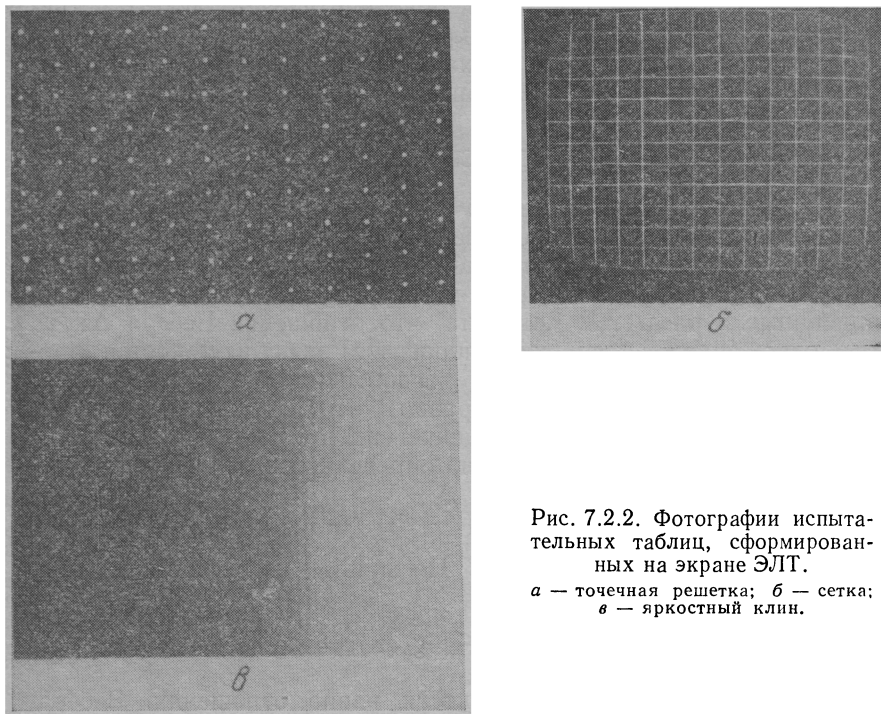 а
б
в
Рис. 7.2.2. Фотографии испыта-
тельных таблиц, сформирован-
ных на экране ЭЛТ.
а — точечная решетка; б — сетка;
в — яркостный клин.